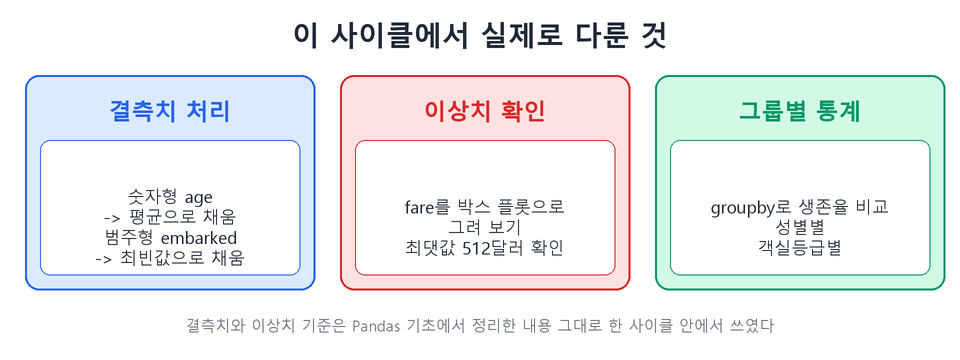 이 사이클에서 실제로 다룬 것
결측치 처리
숫자형 age
-> 평균으로 채움
범주형 embarked
-> 최빈값으로 채움
이상치 확인
fare를 박스 플롯으로
그려 보기
최댓값 512달러 확인
그룹별 통계
groupby로 생존율 비교
성별별
객실등급별
결측치와 이상치 기준은 Pandas 기초에서 정리한 내용 그대로 한 사이클 안에서 쓰였다